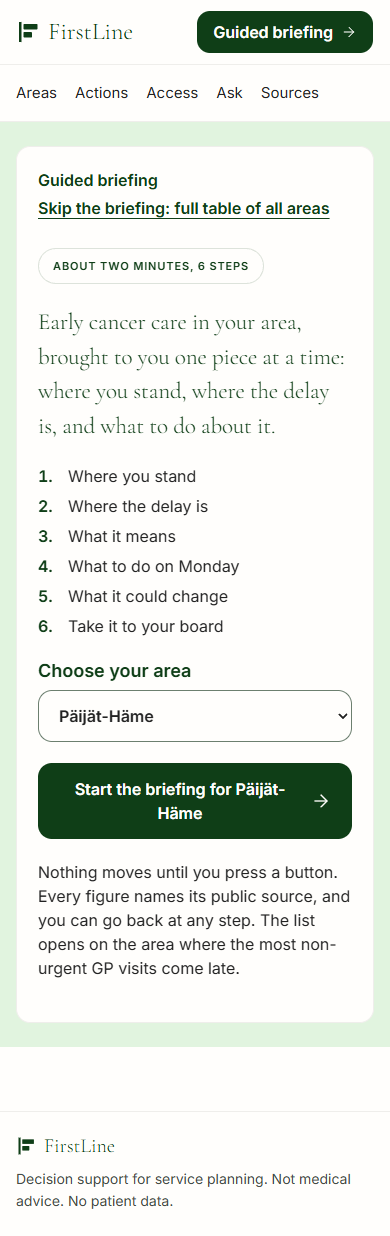 FirstLine
Guided briefing →
Areas Actions Access Ask Sources
Guided briefing
Skip the briefing: full table of all areas
ABOUT TWO MINUTES, 6 STEPS
Early cancer care in your area,
brought to you one piece at a time:
where you stand, where the delay
is, and what to do about it.
1. Where you stand
2. Where the delay is
3. What it means
4. What to do on Monday
5. What it could change
6. Take it to your board
Choose your area
Päijät-Häme
Start the briefing for Päijät-
Häme →
Nothing moves until you press a button.
Every figure names its public source, and
you can go back at any step. The list
opens on the area where the most non-
urgent GP visits come late.
FirstLine
Decision support for service planning. Not medical
advice. No patient data.